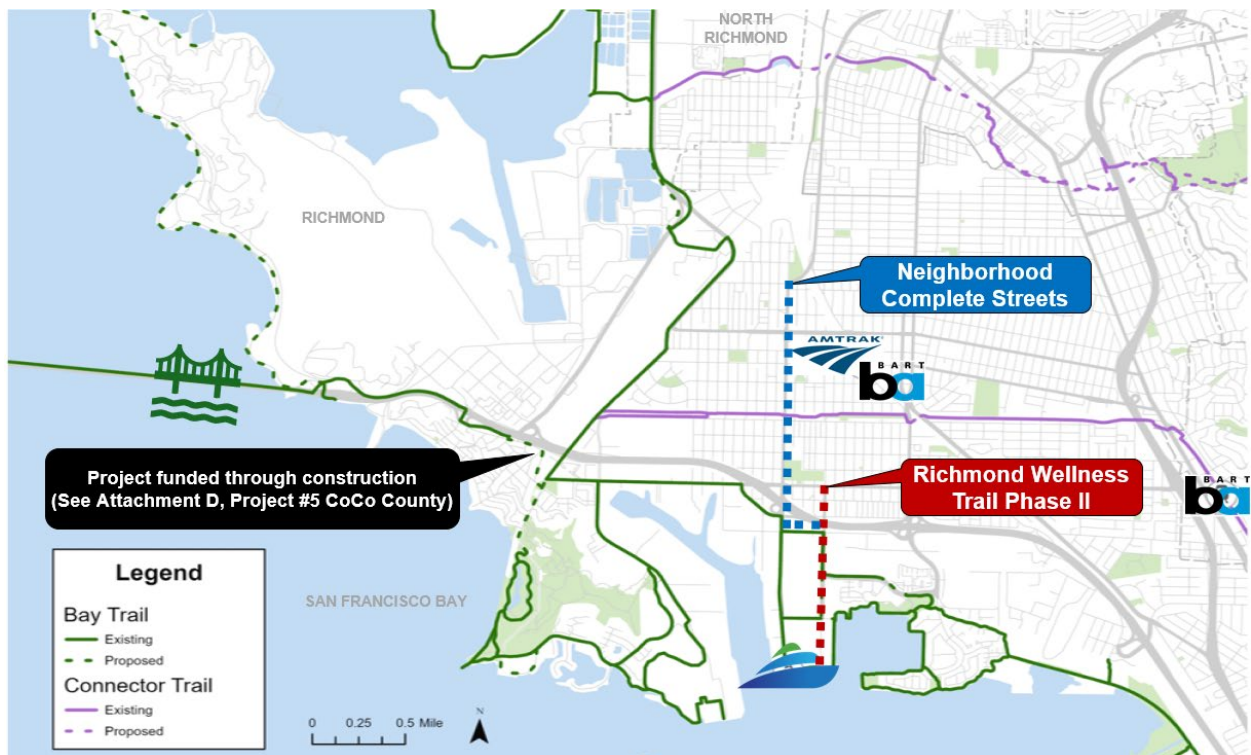 NORTH
RICHMOND
RICHMOND
Neighborhood
Complete Streets
AMTRAK
BART
ba
Project funded through construction
(See Attachment D, Project #5 CoCo County)
Richmond Wellness
Trail Phase II
BART
ba
Legend
Bay Trail
Existing
Proposed
Connector Trail
Existing
Proposed
SAN FRANCISCO BAY
0 0.25 0.5 Mile
N